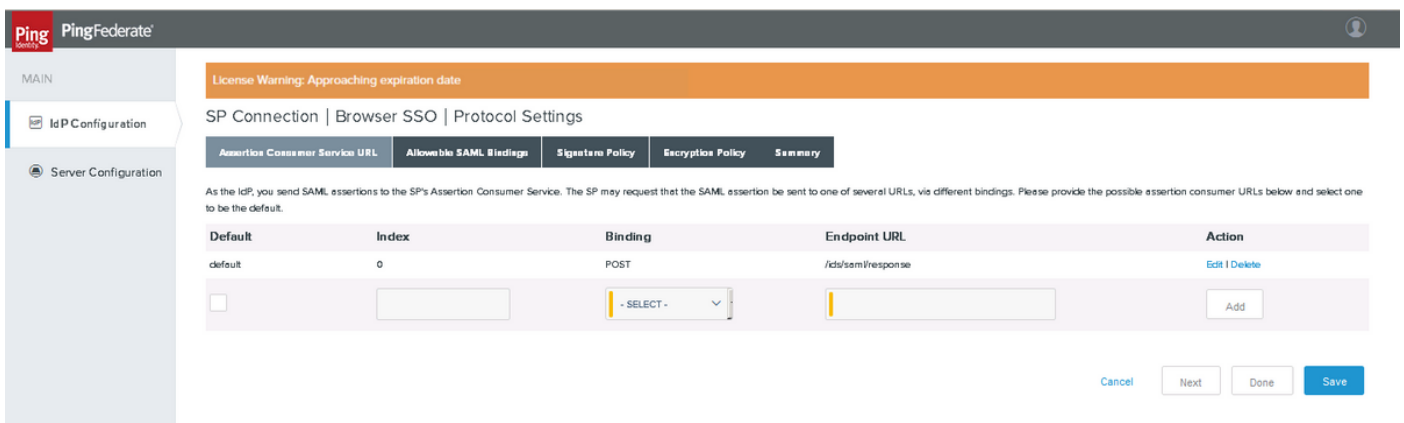 Ping
Identity
PingFederate®
MAIN
License Warning: Approaching expiration date
IdP
IdP Configuration
SP Connection | Browser SSO | Protocol Settings
Assertion Consumer Service URL Allowable SAML Bindings Signature Policy Encryption Policy Summary
Server Configuration
As the IdP, you send SAML assertions to the SP's Assertion Consumer Service. The SP may request that the SAML assertion be sent to one of several URLs, via different bindings. Please provide the possible assertion consumer URLs below and select one
to be the default.
Default Index Binding Endpoint URL Action
default 0 POST /ids/saml/response Edit | Delete
- SELECT - Add
Cancel Next Done Save